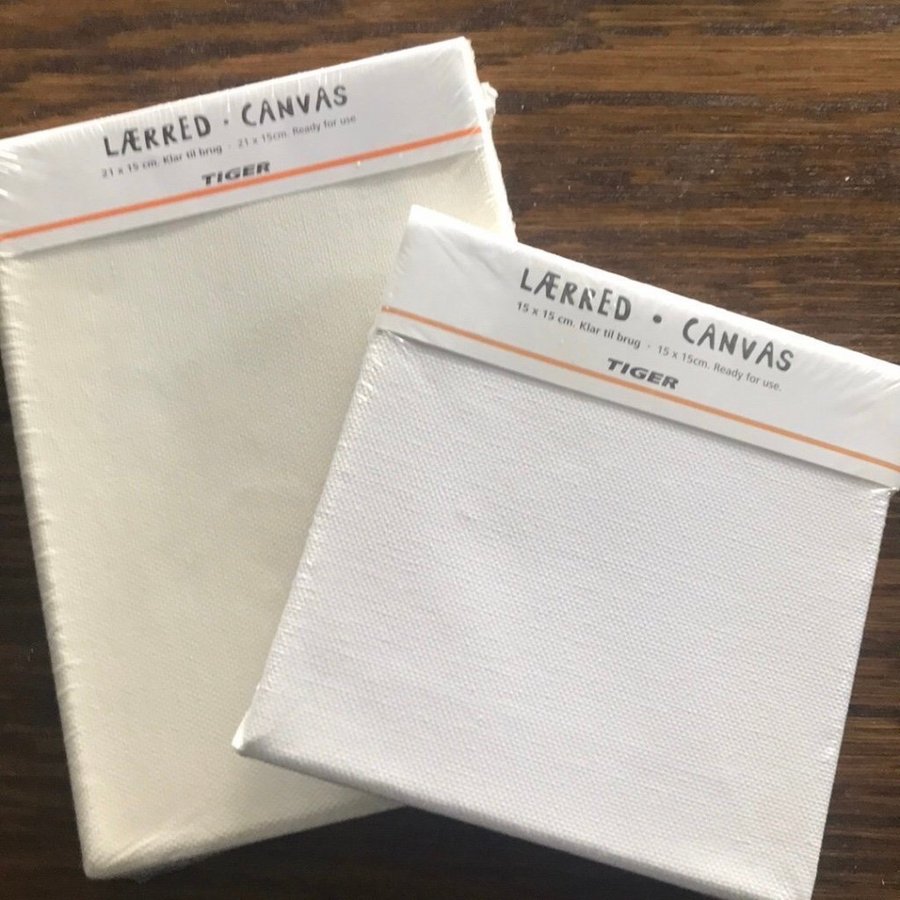 LÆRRED · CANVAS
21 x 15 cm. Klar til brug · 21 x 15cm. Ready for use
TIGER
LÆRRED · CANVAS
15 x 15 cm. Klar til brug · 15 x 15cm. Ready for use.
TIGER